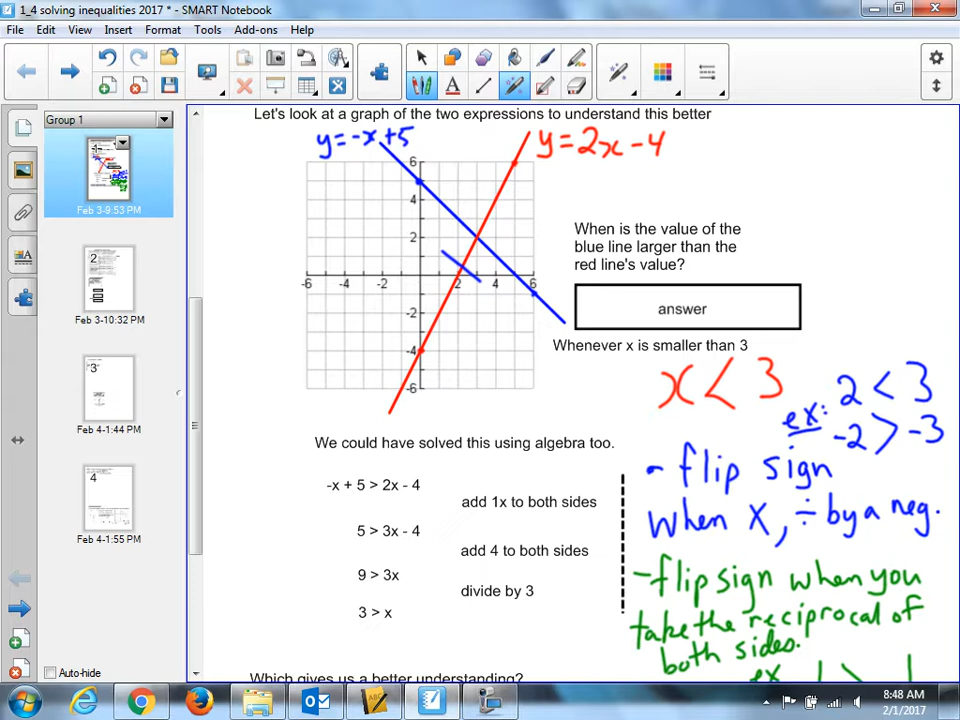 1_4 solving inequalities 2017 * - SMART Notebook
File Edit View Insert Format Tools Add-ons Help
Group 1
1
Feb 3-9:53 PM
2
Feb 3-10:32 PM
3
Feb 4-1:44 PM
4
Feb 4-1:55 PM
Auto-hide
Let's look at a graph of the two expressions to understand this better
y=-x+5
y=2x-4
6
4
2
-6 -4 -2 2 4 6
-2
-4
-6
When is the value of the
blue line larger than the
red line's value?
answer
Whenever x is smaller than 3
x < 3
ex: 2 < 3
-2 > -3
- flip sign
when x, ÷ by a neg.
- flip sign when you
take the reciprocal of
both sides.
ex
We could have solved this using algebra too.
-x + 5 > 2x - 4
add 1x to both sides
5 > 3x - 4
add 4 to both sides
9 > 3x
divide by 3
3 > x
Which gives us a better understanding?
8:48 AM
2/1/2017